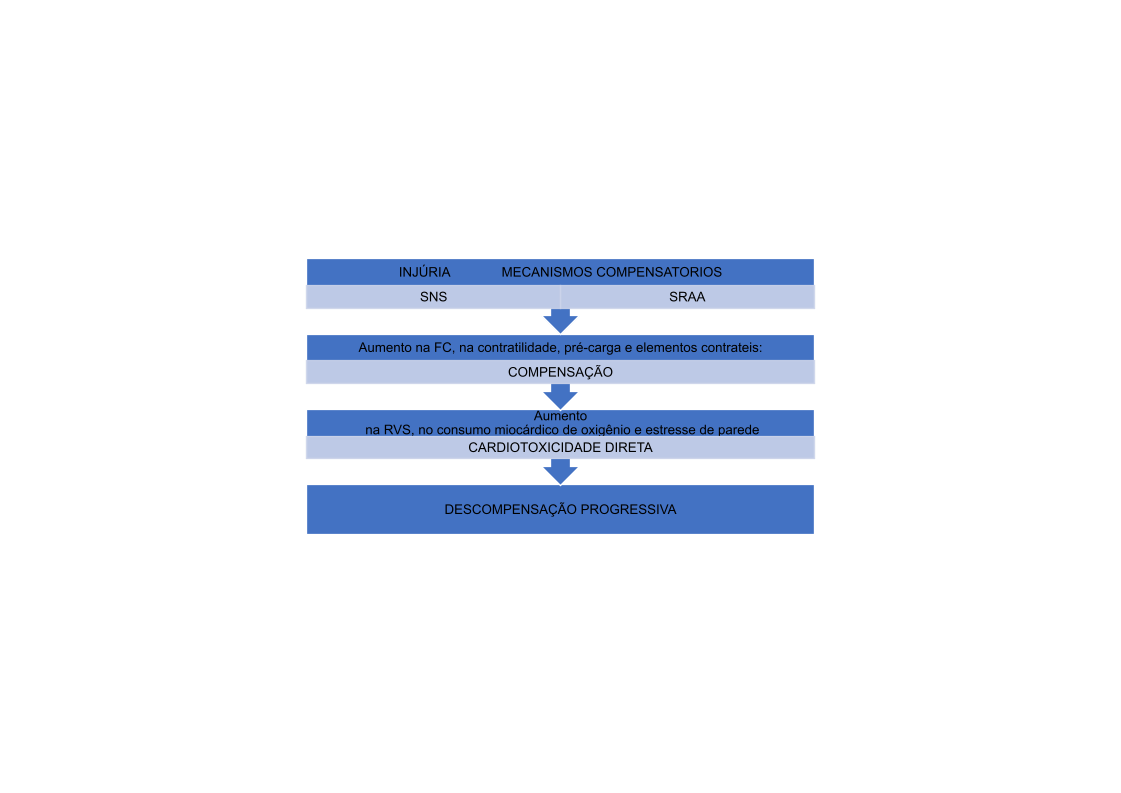 INJÚRIA MECANISMOS COMPENSATORIOS
SNS SRAA
Aumento na FC, na contratilidade, pré-carga e elementos contrateis:
COMPENSAÇÃO
Aumento
na RVS, no consumo miocárdico de oxigênio e estresse de parede
CARDIOTOXICIDADE DIRETA
DESCOMPENSAÇÃO PROGRESSIVA